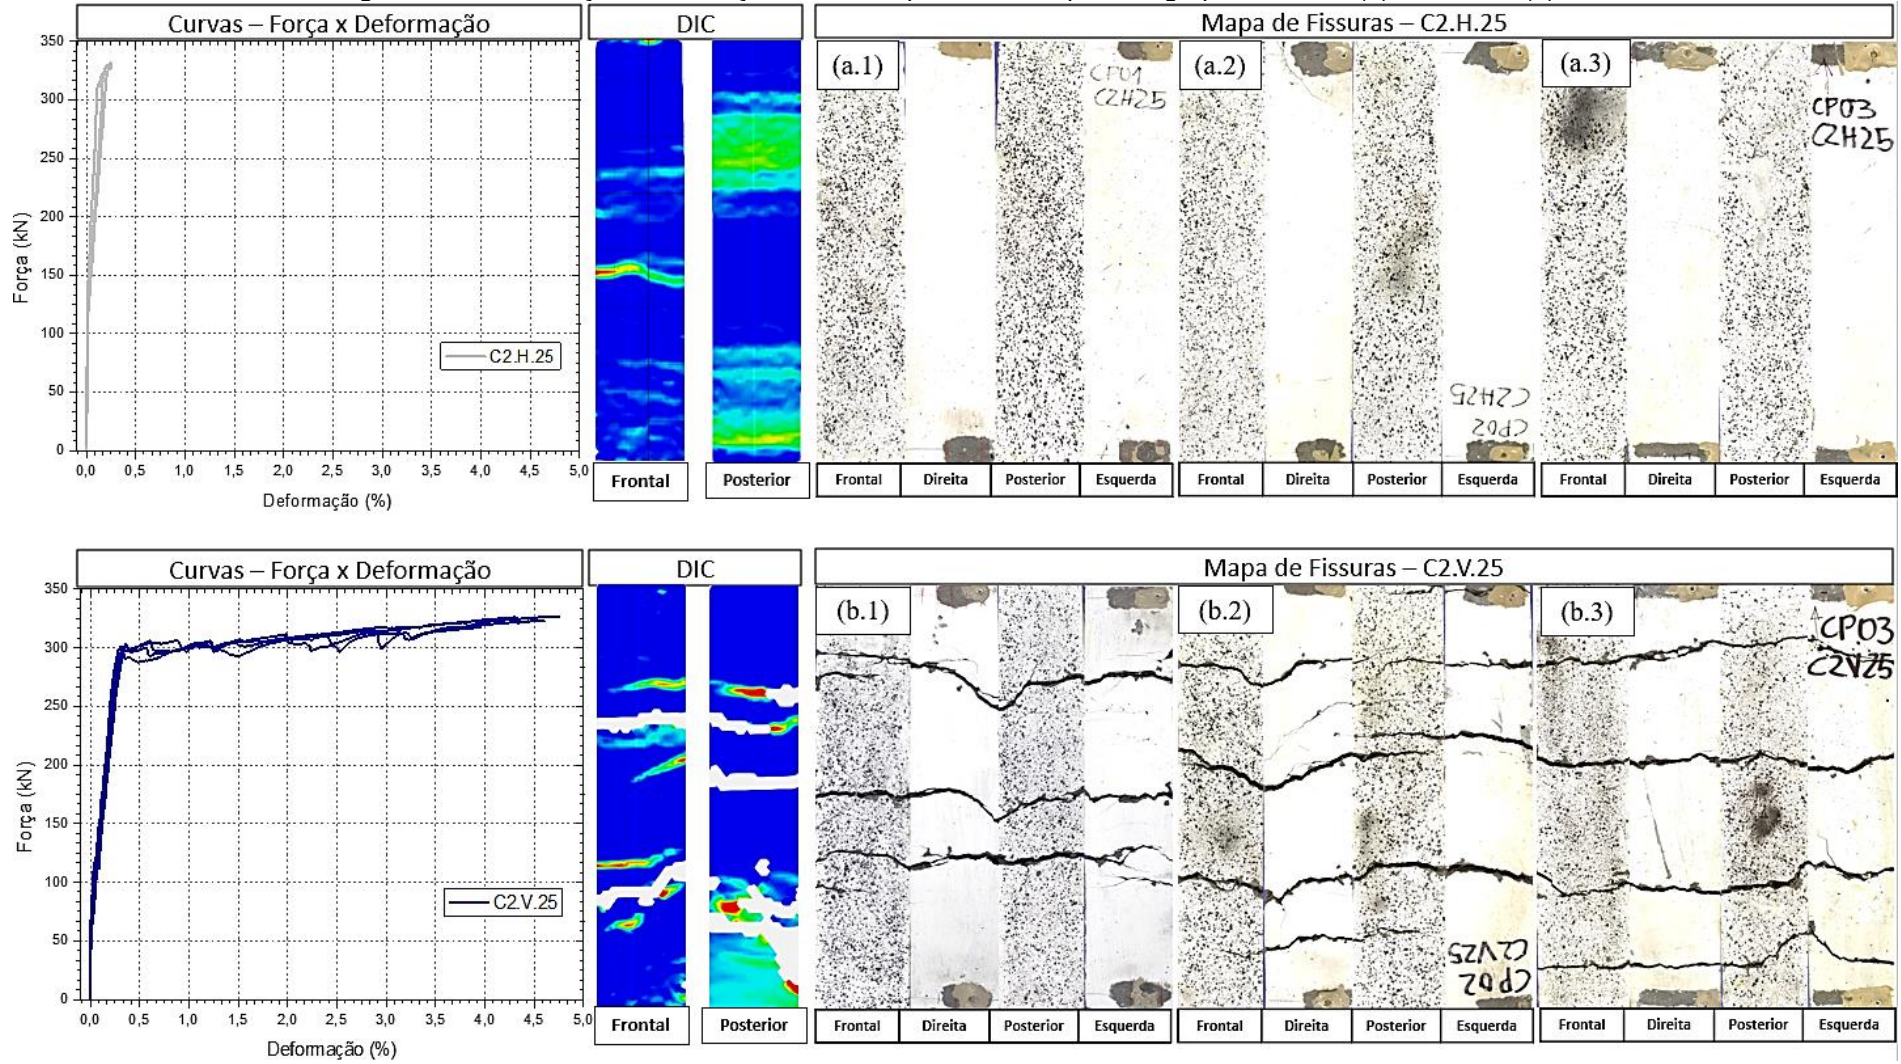 Curvas – Força x Deformação
DIC
Mapa de Fissuras – C2.H.25
350
300
250
200
150
100
50
0
Força (kN)
C2.H.25
0,0 0,5 1,0 1,5 2,0 2,5 3,0 3,5 4,0 4,5 5,0
Deformação (%)
Frontal
Posterior
(a.1)
CP01
C2H25
(a.2)
C2H25
CP02
(a.3)
CP03
C2H25
Frontal Direita Posterior Esquerda
Frontal Direita Posterior Esquerda
Frontal Direita Posterior Esquerda
Curvas – Força x Deformação
DIC
Mapa de Fissuras – C2.V.25
350
300
250
200
150
100
50
0
Força (kN)
C2.V.25
0,0 0,5 1,0 1,5 2,0 2,5 3,0 3,5 4,0 4,5 5,0
Deformação (%)
Frontal
Posterior
(b.1)
(b.2)
C2V25
CP02
(b.3)
CP03
C2V25
Frontal Direita Posterior Esquerda
Frontal Direita Posterior Esquerda
Frontal Direita Posterior Esquerda